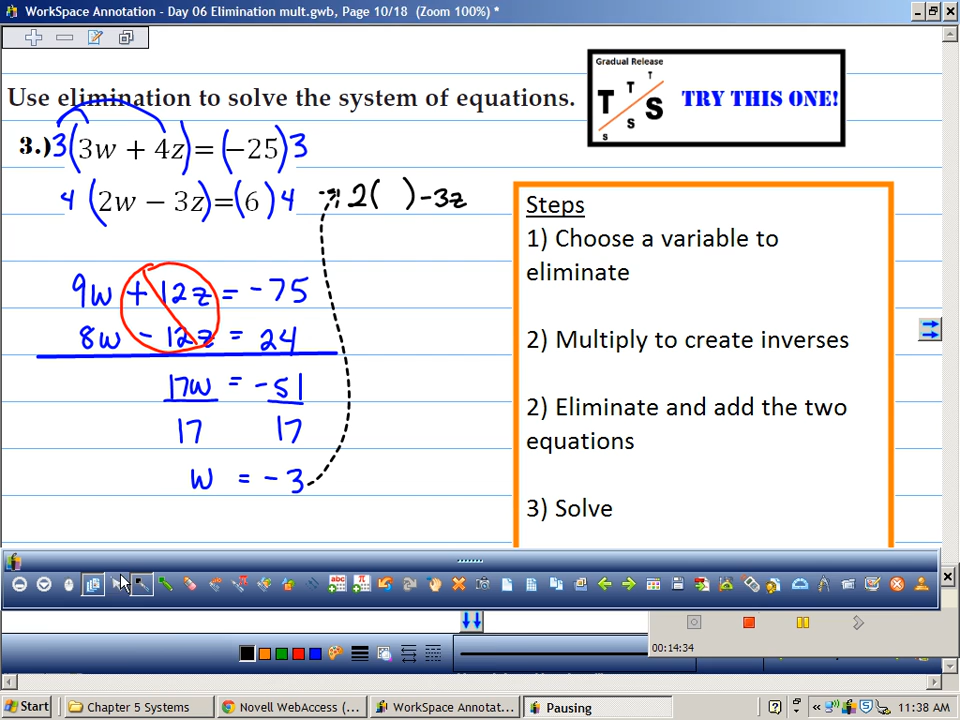 WorkSpace Annotation - Day 06 Elimination mult.gwb, Page 10/18 (Zoom 100%) *
Gradual Release
T T T
S S S
TRY THIS ONE!
Use elimination to solve the system of equations.
3.) 3(3w + 4z) = (-25)3
4(2w - 3z) = (6)4
2( ) -3z
9w + 12z = -75
8w - 12z = 24
17w = -51
17 17
w = -3
Steps
1) Choose a variable to
eliminate
2) Multiply to create inverses
2) Eliminate and add the two
equations
3) Solve
abc
00:14:34
Start
Chapter 5 Systems
Novell WebAccess (...
WorkSpace Annotat...
Pausing
11:38 AM